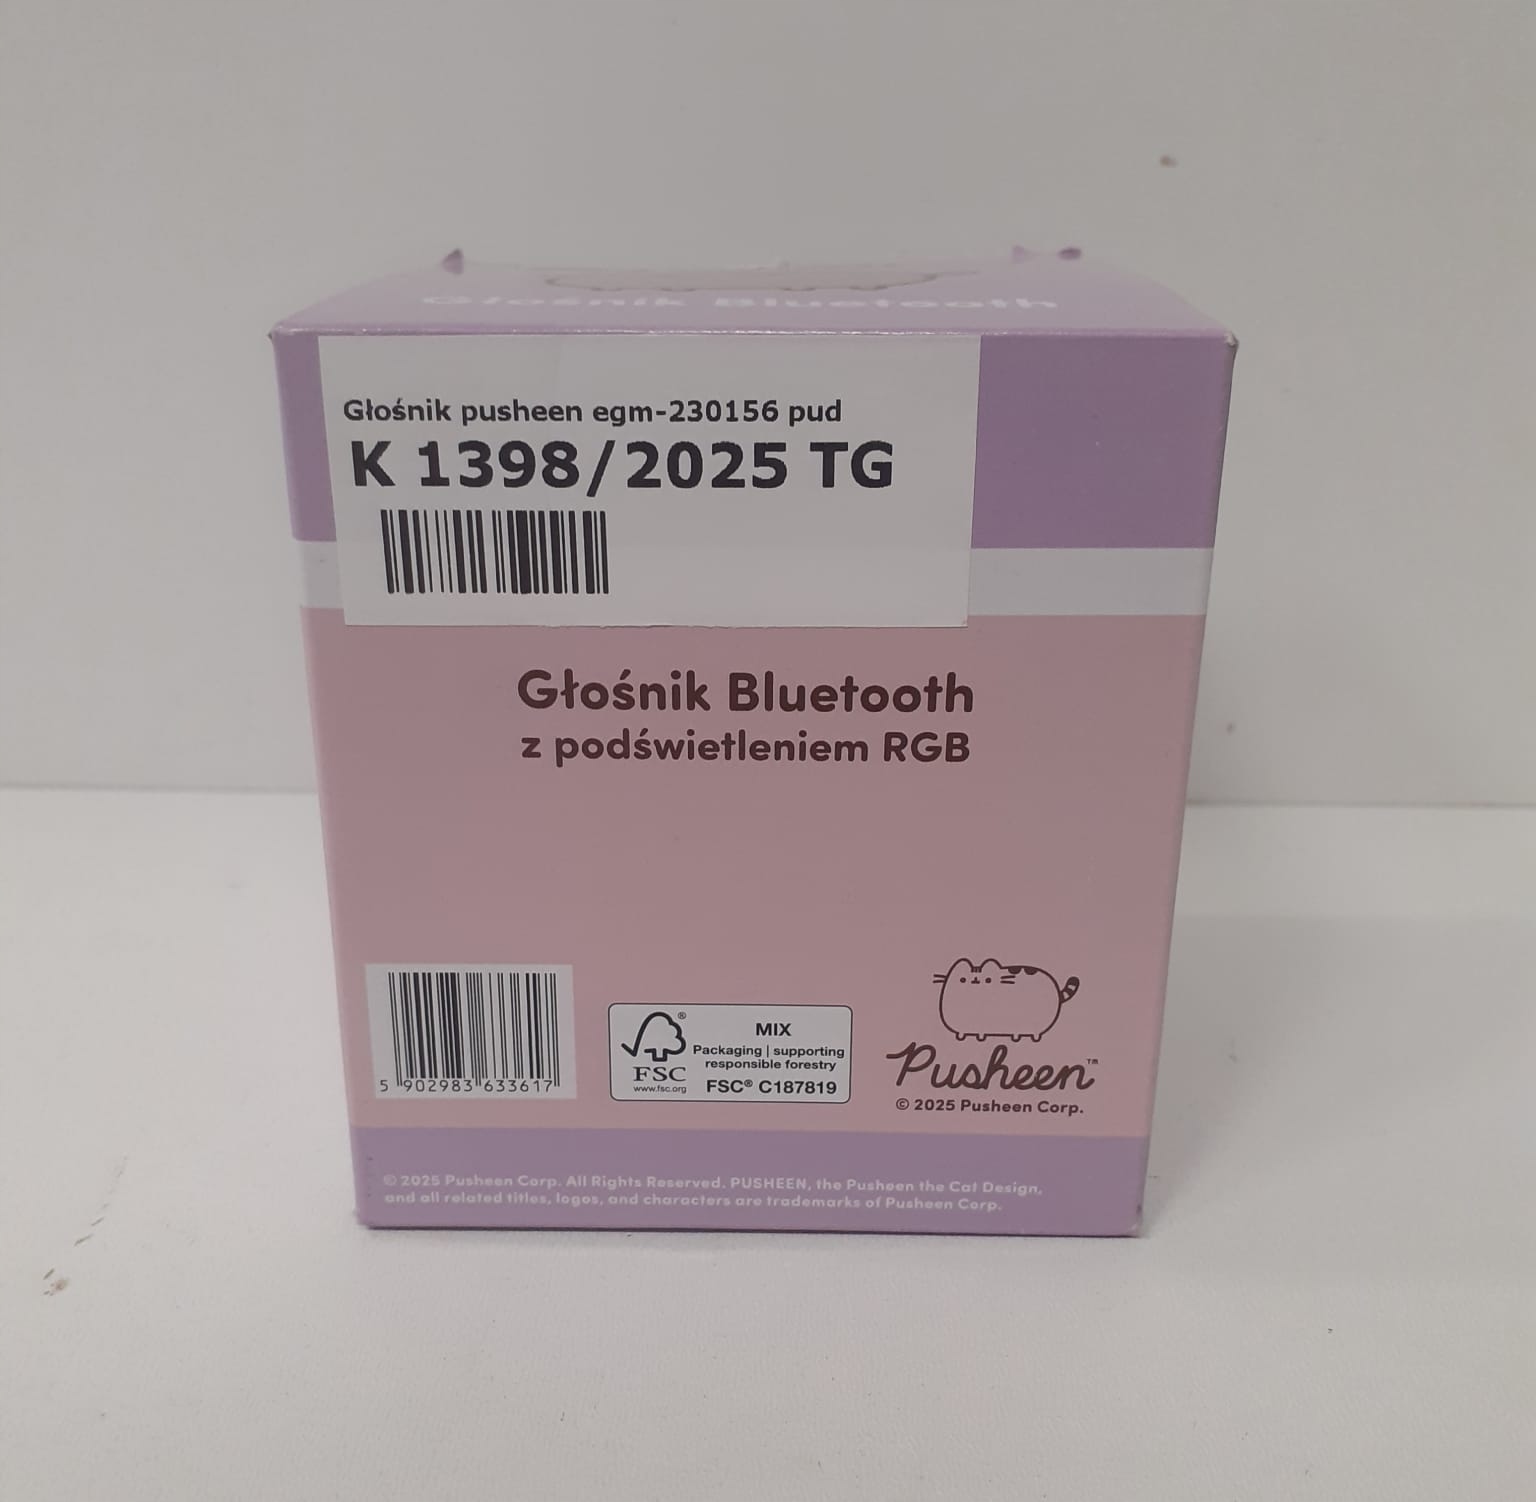 Głośnik Bluetooth
Głośnik pusheen egm-230156 pud
K 1398/2025 TG
Głośnik Bluetooth
z podświetleniem RGB
5 902983 633617
®
MIX
Packaging | supporting
responsible forestry
FSC
www.fsc.org
FSC® C187819
Pusheen™
© 2025 Pusheen Corp.
© 2025 Pusheen Corp. All Rights Reserved. PUSHEEN, the Pusheen the Cat Design,
and all related titles, logos, and characters are trademarks of Pusheen Corp.